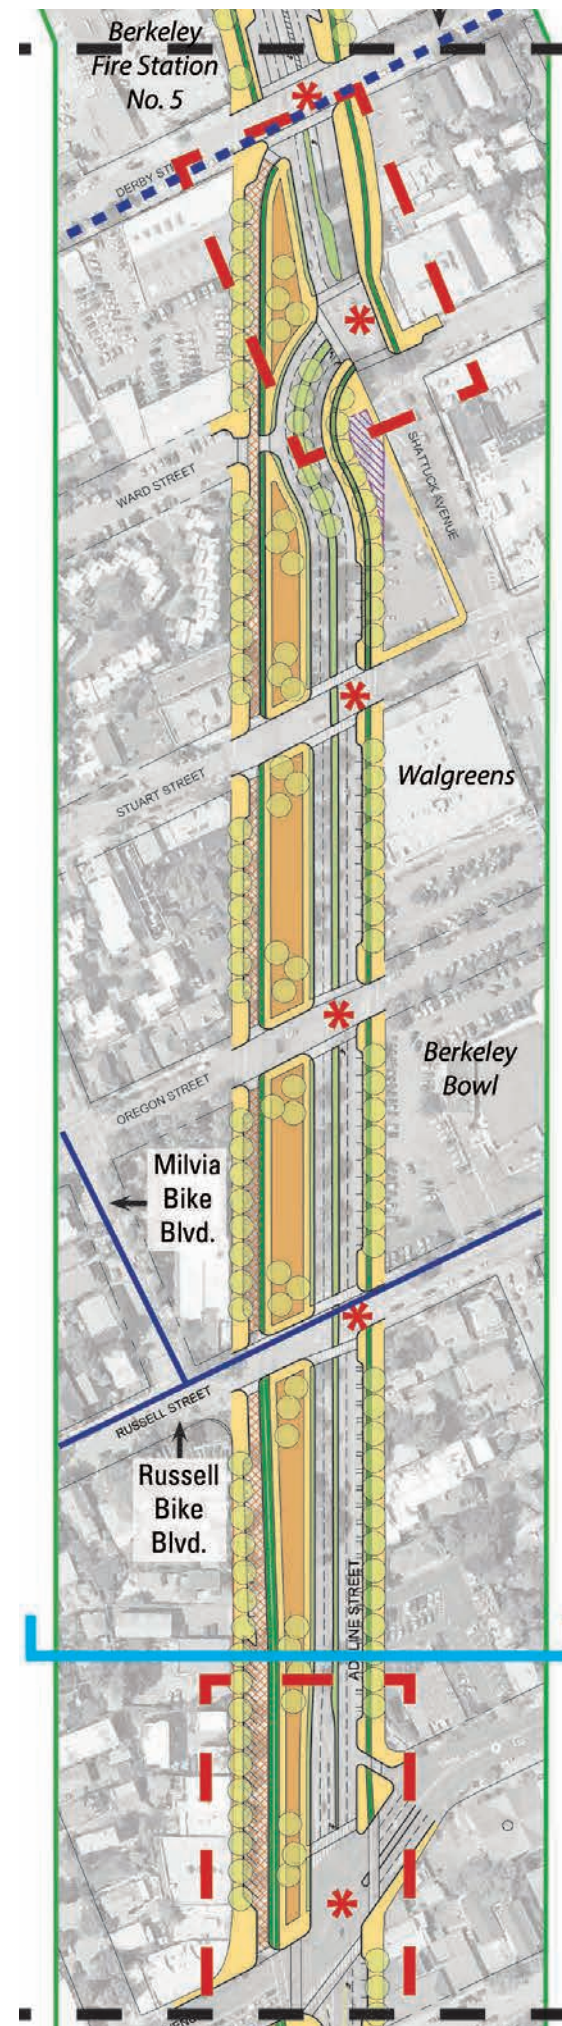 Berkeley
Fire Station
No. 5
DERBY ST
WARD STREET
SHATTUCK AVENUE
STUART STREET
Walgreens
OREGON STREET
Berkeley
Bowl
Milvia
Bike
Blvd.
RUSSELL STREET
Russell
Bike
Blvd.
ADELINE STREET